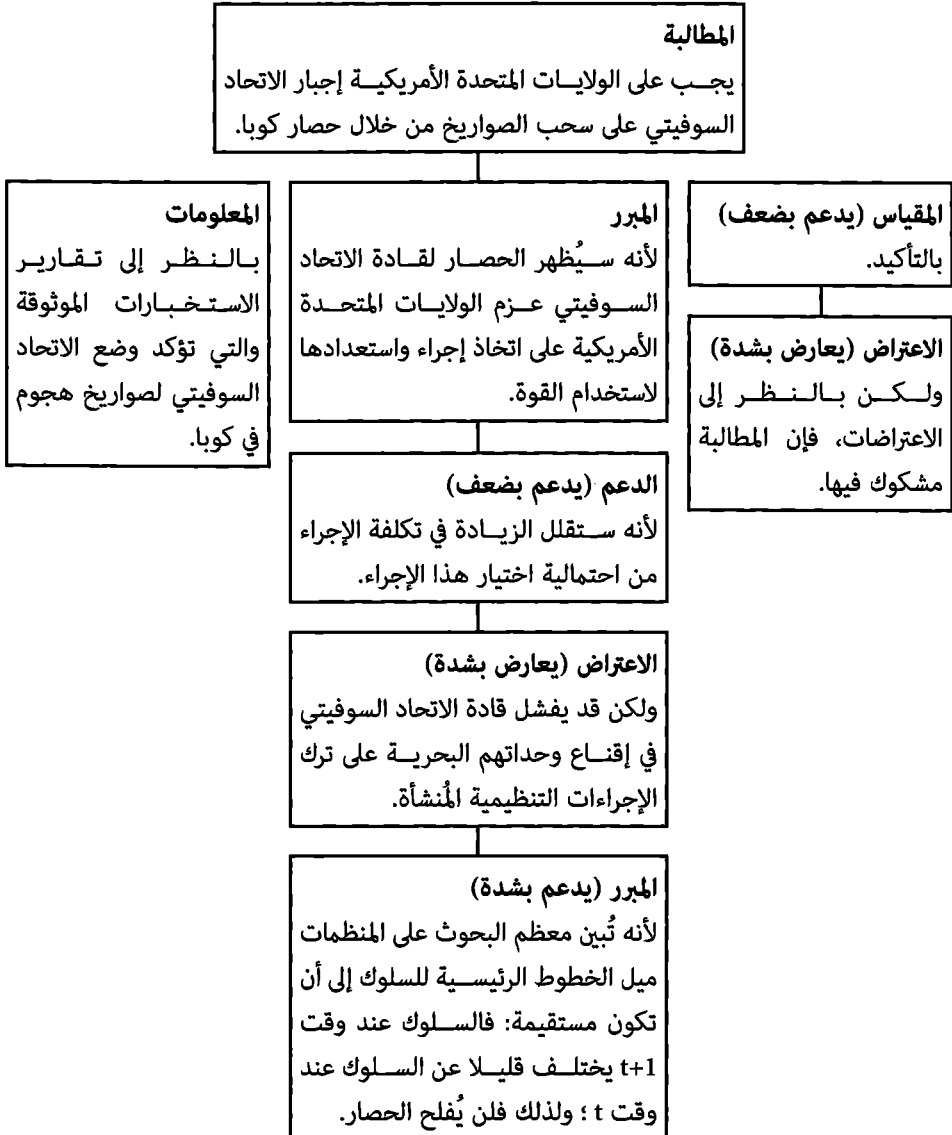 المطالبة
يجب على الولايات المتحدة الأمريكية إجبار الاتحاد
السوفيتي على سحب الصواريخ من خلال حصار كوبا.
المقياس (يدعم بضعف)
بالتأكيد.
الاعتراض (يعارض بشدة)
ولكن بالنظر إلى
الاعتراضات، فإن المطالبة
مشكوك فيها.
المبرر
لأنه سيُظهر الحصار لقادة الاتحاد
السوفيتي عزم الولايات المتحدة
الأمريكية على اتخاذ إجراء واستعدادها
لاستخدام القوة.
الدعم (يدعم بضعف)
لأنه ستقلل الزيادة في تكلفة الإجراء
من احتمالية اختيار هذا الإجراء.
الاعتراض (يعارض بشدة)
ولكن قد يفشل قادة الاتحاد السوفيتي
في إقناع وحداتهم البحرية على ترك
الإجراءات التنظيمية المُنشأة.
المبرر (يدعم بشدة)
لأنه تُبين معظم البحوث على المنظمات
ميل الخطوط الرئيسية للسلوك إلى أن
تكون مستقيمة: فالسلوك عند وقت
t+1 يختلف قليلا عن السلوك عند
وقت t؛ ولذلك فلن يُفلح الحصار.
المعلومات
بالنظر إلى تقارير
الاستخبارات الموثوقة
والتي تؤكد وضع الاتحاد
السوفيتي لصواريخ هجوم
في كوبا.